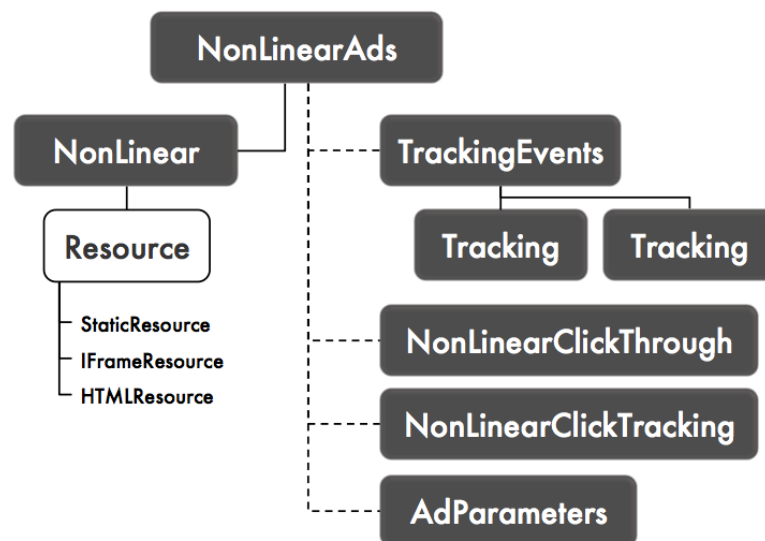 NonLinearAds
NonLinear
TrackingEvents
Resource
Tracking
Tracking
StaticResource
IFrameResource
HTMLResource
NonLinearClickThrough
NonLinearClickTracking
AdParameters